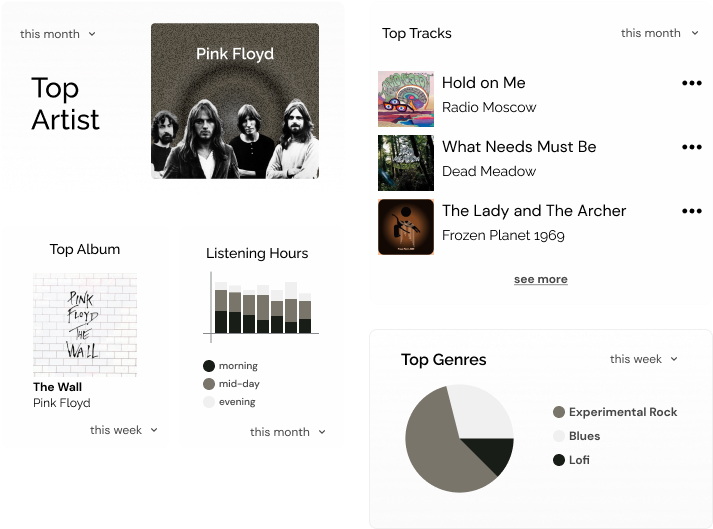 this month
Top
Artist
Pink Floyd
Top Album
PINK
FLOYD
THE
WALL
The Wall
Pink Floyd
this week
Listening Hours
morning
mid-day
evening
this month
Top Tracks
this month
Hold on Me
Radio Moscow
What Needs Must Be
Dead Meadow
The Lady and The Archer
Frozen Planet 1969
see more
Top Genres
this week
Experimental Rock
Blues
Lofi